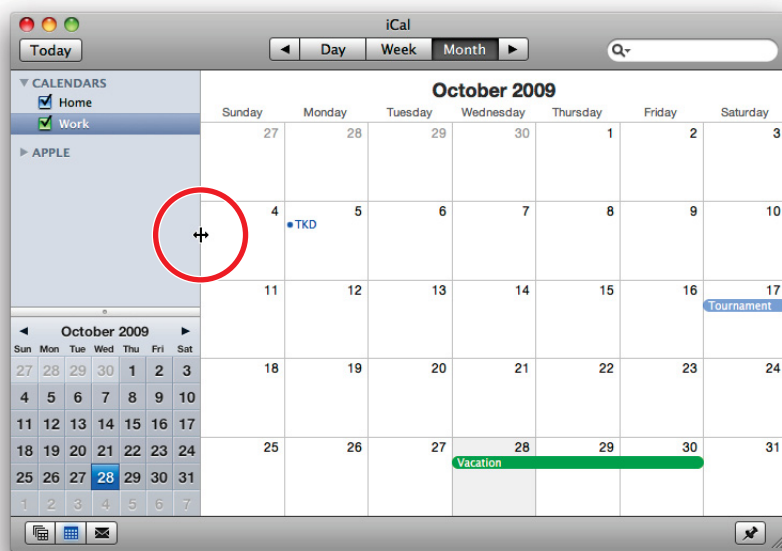 iCal
Today Day Week Month
CALENDARS
Home
Work
APPLE
October 2009
Sunday Monday Tuesday Wednesday Thursday Friday Saturday
27 28 29 30 1 2 3
4 5 6 7 8 9 10
TKD
11 12 13 14 15 16 17
Tournament
18 19 20 21 22 23 24
25 26 27 28 29 30 31
Vacation
October 2009
Sun Mon Tue Wed Thu Fri Sat
27 28 29 30 1 2 3
4 5 6 7 8 9 10
11 12 13 14 15 16 17
18 19 20 21 22 23 24
25 26 27 28 29 30 31
1 2 3 4 5 6 7